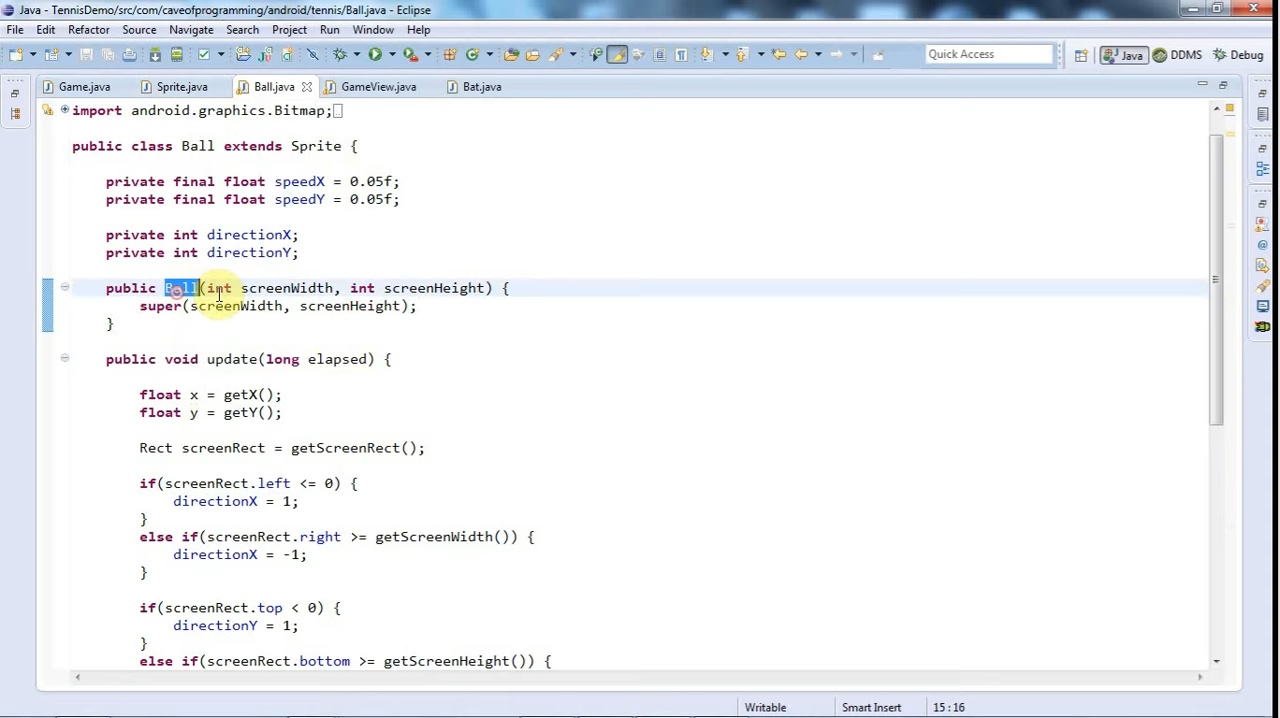 Java - TennisDemo/src/com/caveofprogramming/android/tennis/Ball.java - Eclipse
File Edit Refactor Source Navigate Search Project Run Window Help
Quick Access Java DDMS Debug
Game.java Sprite.java Ball.java GameView.java Bat.java
import android.graphics.Bitmap;
public class Ball extends Sprite {
private final float speedX = 0.05f;
private final float speedY = 0.05f;
private int directionX;
private int directionY;
public Ball(int screenWidth, int screenHeight) {
super(screenWidth, screenHeight);
}
public void update(long elapsed) {
float x = getX();
float y = getY();
Rect screenRect = getScreenRect();
if(screenRect.left <= 0) {
directionX = 1;
}
else if(screenRect.right >= getScreenWidth()) {
directionX = -1;
}
if(screenRect.top < 0) {
directionY = 1;
}
else if(screenRect.bottom >= getScreenHeight()) {
Writable Smart Insert 15 : 16